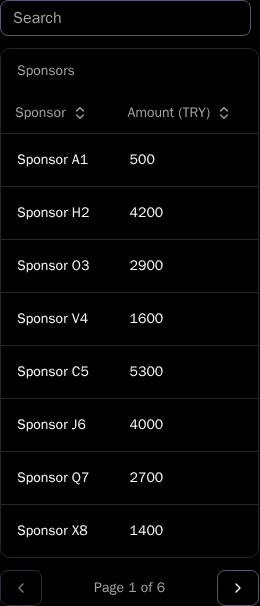 Search
Sponsors
Sponsor Amount (TRY)
Sponsor A1 500
Sponsor H2 4200
Sponsor O3 2900
Sponsor V4 1600
Sponsor C5 5300
Sponsor J6 4000
Sponsor Q7 2700
Sponsor X8 1400
Page 1 of 6